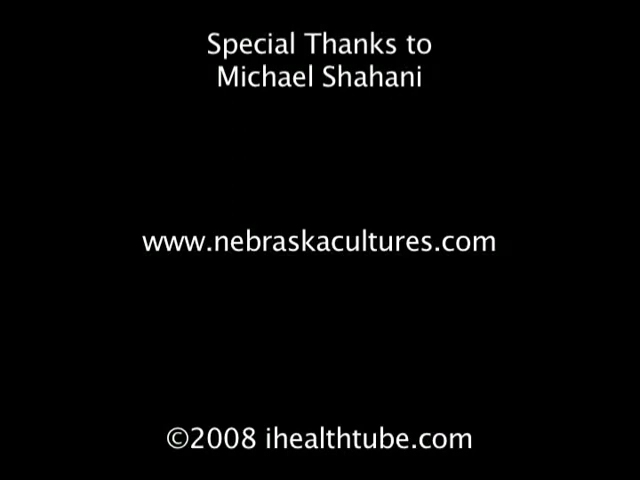 Special Thanks to
Michael Shahani
www.nebraskacultures.com
©2008 ihealthtube.com